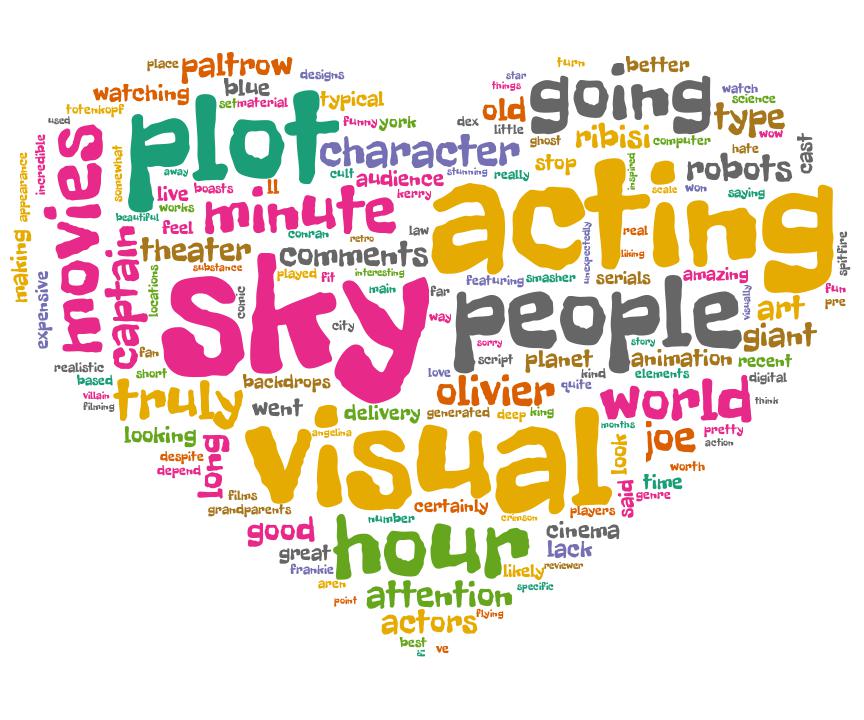 place paltrow designs turn better
watching blue star things watch science
totenkopf set material typical old going type
used plot funny york dex little wow
movies incredible somewhat character ghost ribisi computer hate cast
appearance away cult stunning really stop inspired robots
live boasts ll audience kerry acting scale won saying
beautiful works minute
making captain feel conran retro law real liking unexpectedly spitfire
theater comments
substance played fit interesting featuring smasher serials amazing
expensive locations comic sky main far people visually fun pre
city way art
fan sorry story giant
realistic short script planet kind animation recent
based backdrops love quite elements digital
villain filming truly went delivery generated deep king olivier world think
looking angelina visual months joe pretty action
despite depend long look worth
films said genre time
grandparents certainly crimson players
good number cinema
great hour lack
frankie likely reviewer
aren specific
point attention
actors flying
best ve